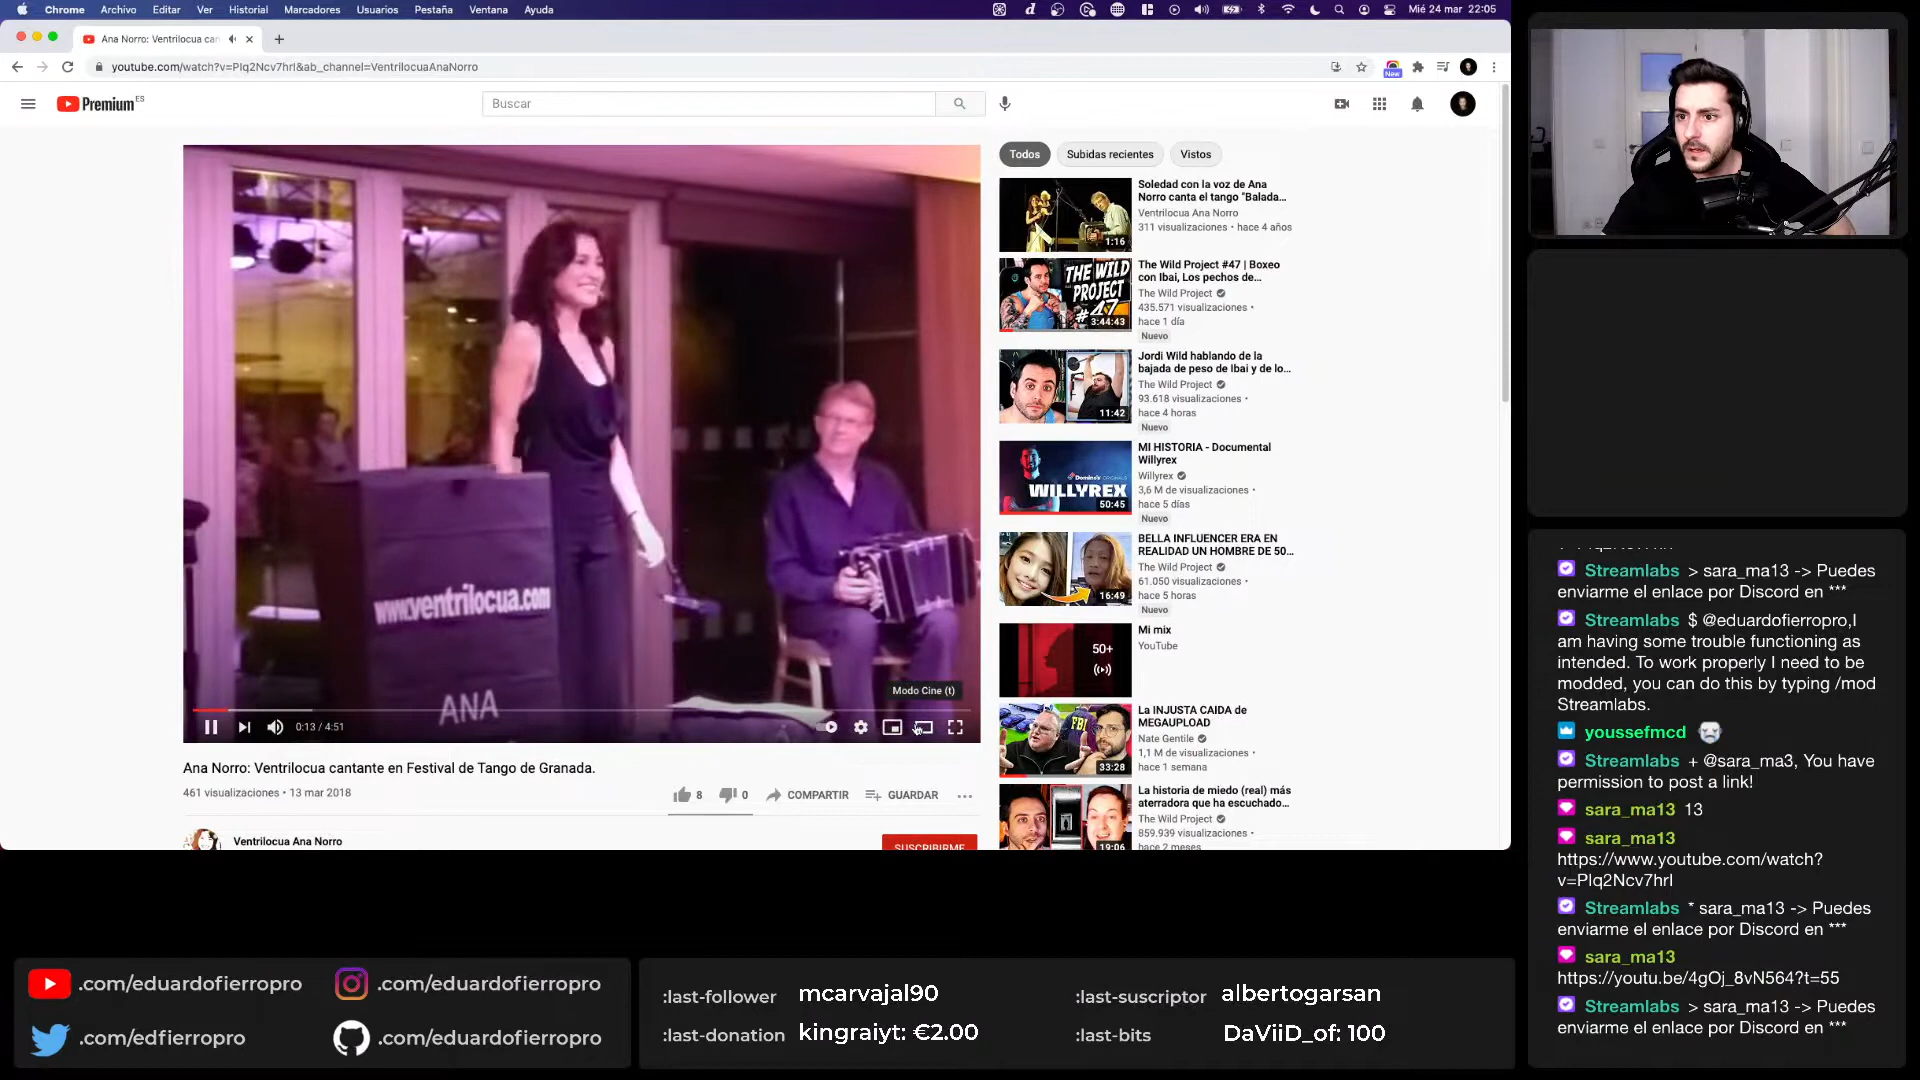 Chrome Archivo Editar Ver Historial Marcadores Usuarios Pestaña Ventana Ayuda
Mié 24 mar 22:05
Ana Norro: Ventrilocua can
youtube.com/watch?v=PIq2Ncv7hrI&ab_channel=VentrilocuaAnaNorro
New
Premium ES
Buscar
Todos Subidas recientes Vistos
Soledad con la voz de Ana
Norro canta el tango "Balada...
Ventrilocua Ana Norro
311 visualizaciones • hace 4 años
1:16
The Wild Project #47 | Boxeo
con Ibai, Los pechos de...
The Wild Project
435.571 visualizaciones •
hace 1 día
Nuevo
THE WILD
PROJECT
#47
3:44:43
Jordi Wild hablando de la
bajada de peso de Ibai y de lo...
The Wild Project
93.618 visualizaciones •
hace 4 horas
Nuevo
11:42
MI HISTORIA - Documental
Willyrex
Willyrex
3,6 M de visualizaciones •
hace 5 días
Nuevo
WILLYREX
50:45
BELLA INFLUENCER ERA EN
REALIDAD UN HOMBRE DE 50...
The Wild Project
61.050 visualizaciones •
hace 5 horas
Nuevo
16:49
Mi mix
YouTube
50+
La INJUSTA CAIDA de
MEGAUPLOAD
Nate Gentile
1,1 M de visualizaciones •
hace 1 semana
FBI
33:28
La historia de miedo (real) más
aterradora que ha escuchado...
The Wild Project
859.939 visualizaciones •
hace 2 meses
19:06
www.ventrilocua.com
ANA
Modo Cine (t)
0:13 / 4:51
Ana Norro: Ventrilocua cantante en Festival de Tango de Granada.
461 visualizaciones • 13 mar 2018
8 0 COMPARTIR GUARDAR
Ventrilocua Ana Norro
SUSCRIBIRME
Streamlabs > sara_ma13 -> Puedes
enviarme el enlace por Discord en ***
Streamlabs $ @eduardofierropro,I
am having some trouble functioning as
intended. To work properly I need to be
modded, you can do this by typing /mod
Streamlabs.
youssefmcd
Streamlabs + @sara_ma3, You have
permission to post a link!
sara_ma13 13
sara_ma13
https://www.youtube.com/watch?
v=PIq2Ncv7hrI
Streamlabs * sara_ma13 -> Puedes
enviarme el enlace por Discord en ***
sara_ma13
https://youtu.be/4gOj_8vN564?t=55
Streamlabs > sara_ma13 -> Puedes
enviarme el enlace por Discord en ***
.com/eduardofierropro .com/eduardofierropro
.com/edfierropro .com/eduardofierropro
:last-follower mcarvajal90 :last-suscriptor albertogarsan
:last-donation kingraiyt: €2.00 :last-bits DaViiD_of: 100